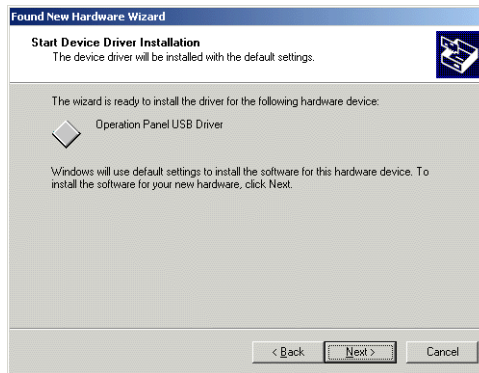 Found New Hardware Wizard
Start Device Driver Installation
The device driver will be installed with the default settings.
The wizard is ready to install the driver for the following hardware device:
Operation Panel USB Driver
Windows will use default settings to install the software for this hardware device. To
install the software for your new hardware, click Next.
< Back
Next >
Cancel